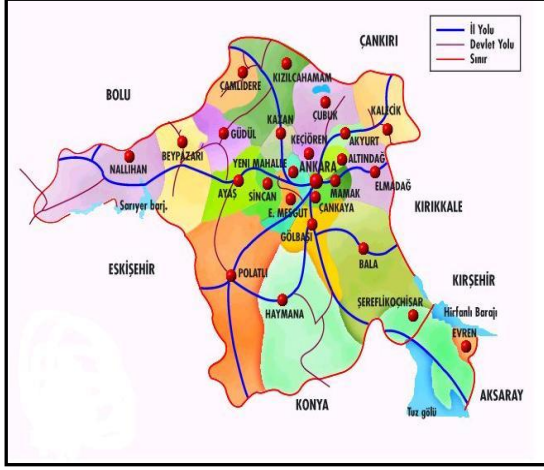 İl Yolu
Devlet Yolu
Sınır
ÇANKIRI
KIZILCAHAMAM
ÇAMLIDERE
BOLU
ÇUBUK
KALECİK
KAZAN
GÜDÜL
KEÇİÖREN
AKYURT
BEYPAZARI
NALLIHAN
YENİ MAHALLE
ANKARA
ALTINDAĞ
AYAŞ
SİNCAN
MAMAK
ELMADAĞ
E. MESGUT
ÇANKAYA
Sarıyer barj.
KIRIKKALE
GÖLBAŞI
BALA
ESKİŞEHİR
POLATLI
KIRŞEHİR
HAYMANA
ŞEREFLİKOÇHİSAR
Hirfanlı Barajı
EVREN
KONYA
AKSARAY
Tuz gölü